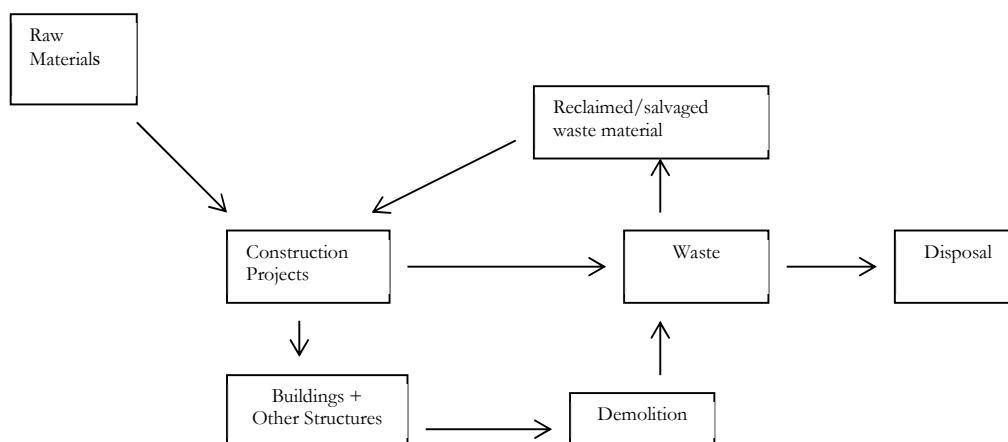 Raw
Materials
Reclaimed/salvaged
waste material
Construction
Projects
Waste
Disposal
Buildings +
Other Structures
Demolition